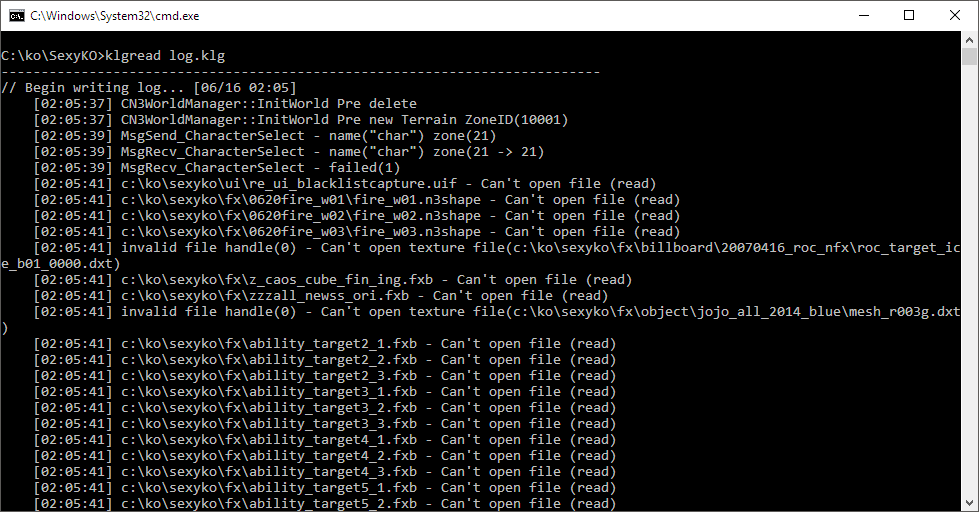 C:\Windows\System32\cmd.exe
C:\ko\SexyKO>klgread log.klg
---------------------------------------------------------------------------
// Begin writing log... [06/16 02:05]
[02:05:37] CN3WorldManager::InitWorld Pre delete
[02:05:37] CN3WorldManager::InitWorld Pre new Terrain ZoneID(10001)
[02:05:39] MsgSend_CharacterSelect - name("char") zone(21)
[02:05:39] MsgRecv_CharacterSelect - name("char") zone(21 -> 21)
[02:05:39] MsgRecv_CharacterSelect - failed(1)
[02:05:41] c:\ko\sexyko\ui\re_ui_blacklistcapture.uif - Can't open file (read)
[02:05:41] c:\ko\sexyko\fx\0620fire_w01\fire_w01.n3shape - Can't open file (read)
[02:05:41] c:\ko\sexyko\fx\0620fire_w02\fire_w02.n3shape - Can't open file (read)
[02:05:41] c:\ko\sexyko\fx\0620fire_w03\fire_w03.n3shape - Can't open file (read)
[02:05:41] invalid file handle(0) - Can't open texture file(c:\ko\sexyko\fx\billboard\20070416_roc_nfx\roc_target_ic
e_b01_0000.dxt)
[02:05:41] c:\ko\sexyko\fx\z_caos_cube_fin_ing.fxb - Can't open file (read)
[02:05:41] c:\ko\sexyko\fx\zzzall_newss_ori.fxb - Can't open file (read)
[02:05:41] invalid file handle(0) - Can't open texture file(c:\ko\sexyko\fx\object\jojo_all_2014_blue\mesh_r003g.dxt
)
[02:05:41] c:\ko\sexyko\fx\ability_target2_1.fxb - Can't open file (read)
[02:05:41] c:\ko\sexyko\fx\ability_target2_2.fxb - Can't open file (read)
[02:05:41] c:\ko\sexyko\fx\ability_target2_3.fxb - Can't open file (read)
[02:05:41] c:\ko\sexyko\fx\ability_target3_1.fxb - Can't open file (read)
[02:05:41] c:\ko\sexyko\fx\ability_target3_2.fxb - Can't open file (read)
[02:05:41] c:\ko\sexyko\fx\ability_target3_3.fxb - Can't open file (read)
[02:05:41] c:\ko\sexyko\fx\ability_target4_1.fxb - Can't open file (read)
[02:05:41] c:\ko\sexyko\fx\ability_target4_2.fxb - Can't open file (read)
[02:05:41] c:\ko\sexyko\fx\ability_target4_3.fxb - Can't open file (read)
[02:05:41] c:\ko\sexyko\fx\ability_target5_1.fxb - Can't open file (read)
[02:05:41] c:\ko\sexyko\fx\ability_target5_2.fxb - Can't open file (read)